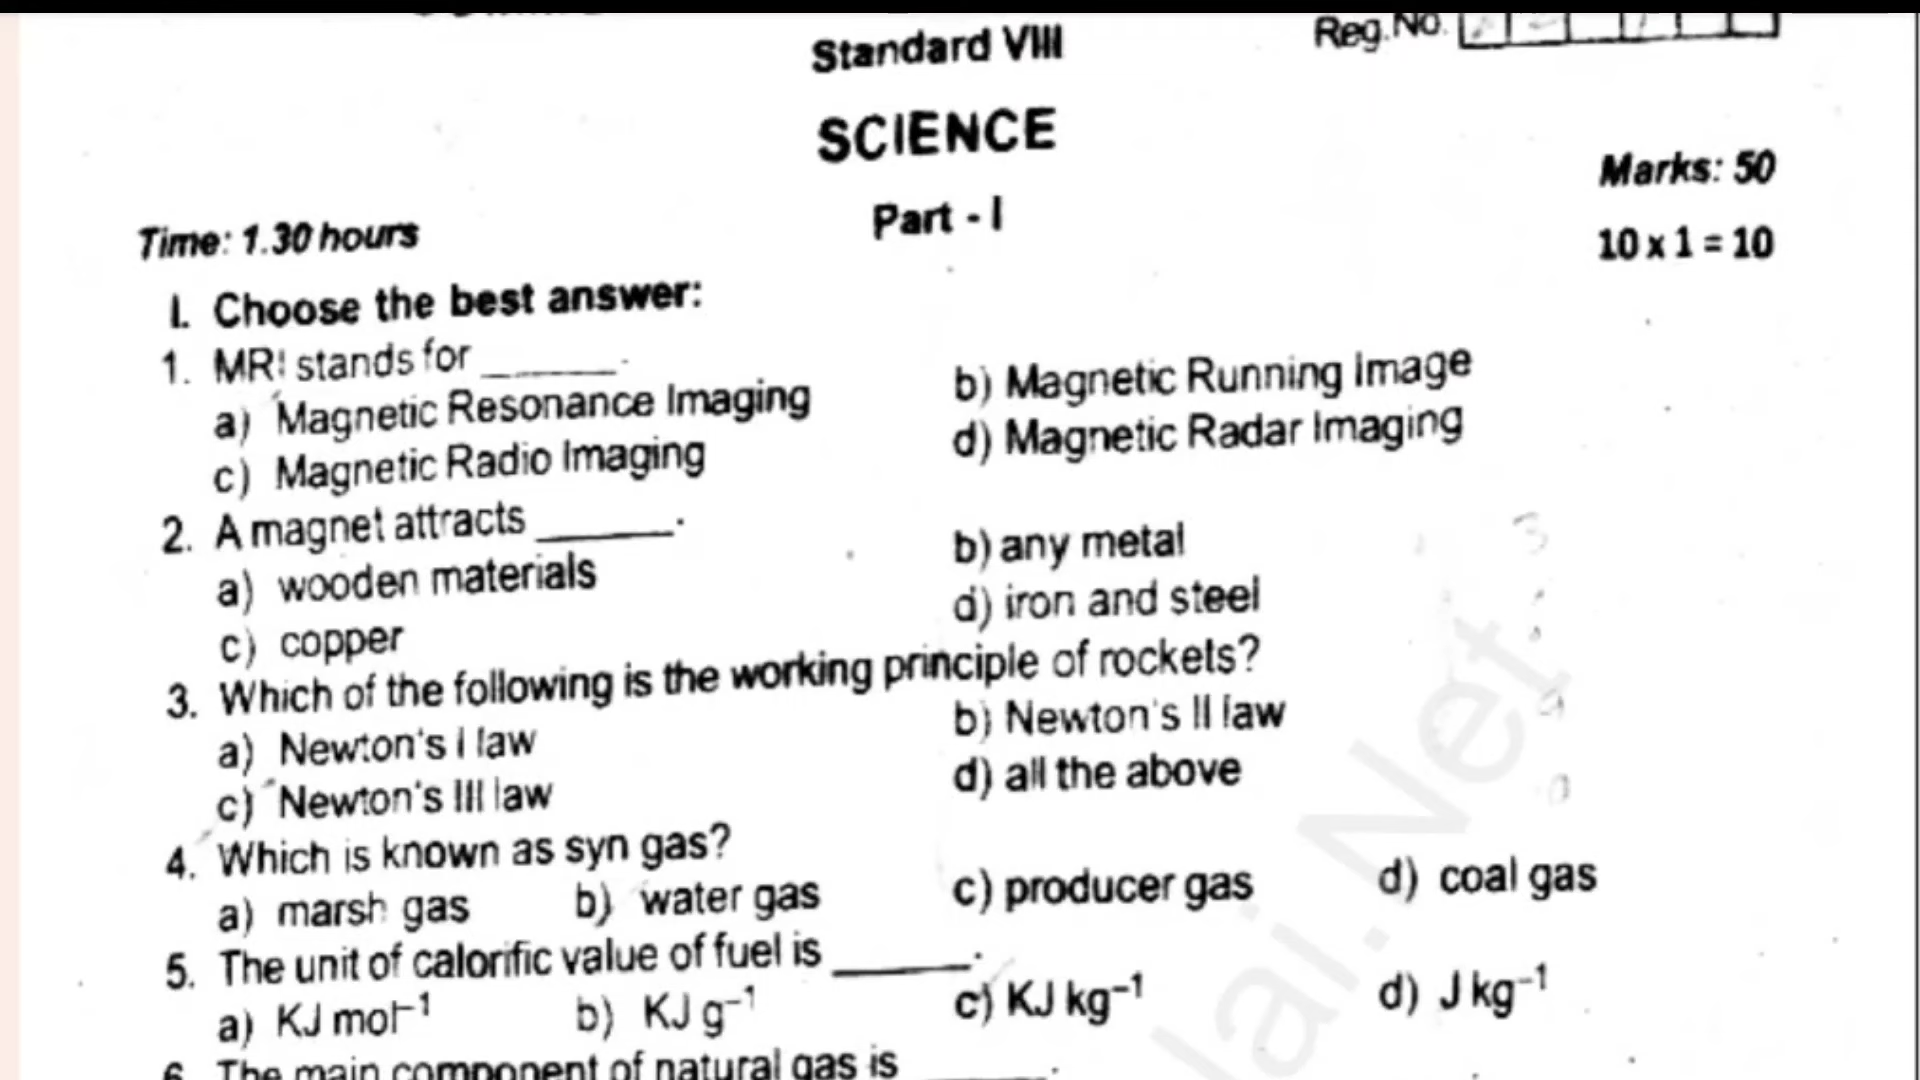 Standard VIII
Reg.No.
SCIENCE
Marks: 50
Part - I
Time: 1.30 hours
10 x 1 = 10
I. Choose the best answer:
1. MRI stands for ______.
a) Magnetic Resonance Imaging
b) Magnetic Running Image
c) Magnetic Radio Imaging
d) Magnetic Radar Imaging
2. A magnet attracts ______.
a) wooden materials
b) any metal
c) copper
d) iron and steel
3. Which of the following is the working principle of rockets?
a) Newton's I law
b) Newton's II law
c) Newton's III law
d) all the above
4. Which is known as syn gas?
a) marsh gas b) water gas c) producer gas d) coal gas
5. The unit of calorific value of fuel is ______.
a) KJ mol⁻¹ b) KJ g⁻¹ c) KJ kg⁻¹ d) J kg⁻¹
6. The main component of natural gas is ______.
lai.Net